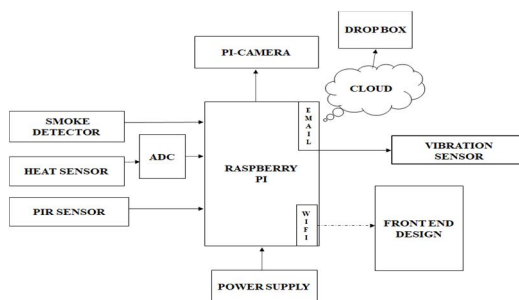 DROP BOX
PI-CAMERA
CLOUD
SMOKE
DETECTOR
ADC
HEAT SENSOR
PIR SENSOR
EMAIL
RASPBERRY
PI
WIFI
VIBRATION
SENSOR
FRONT END
DESIGN
POWER SUPPLY